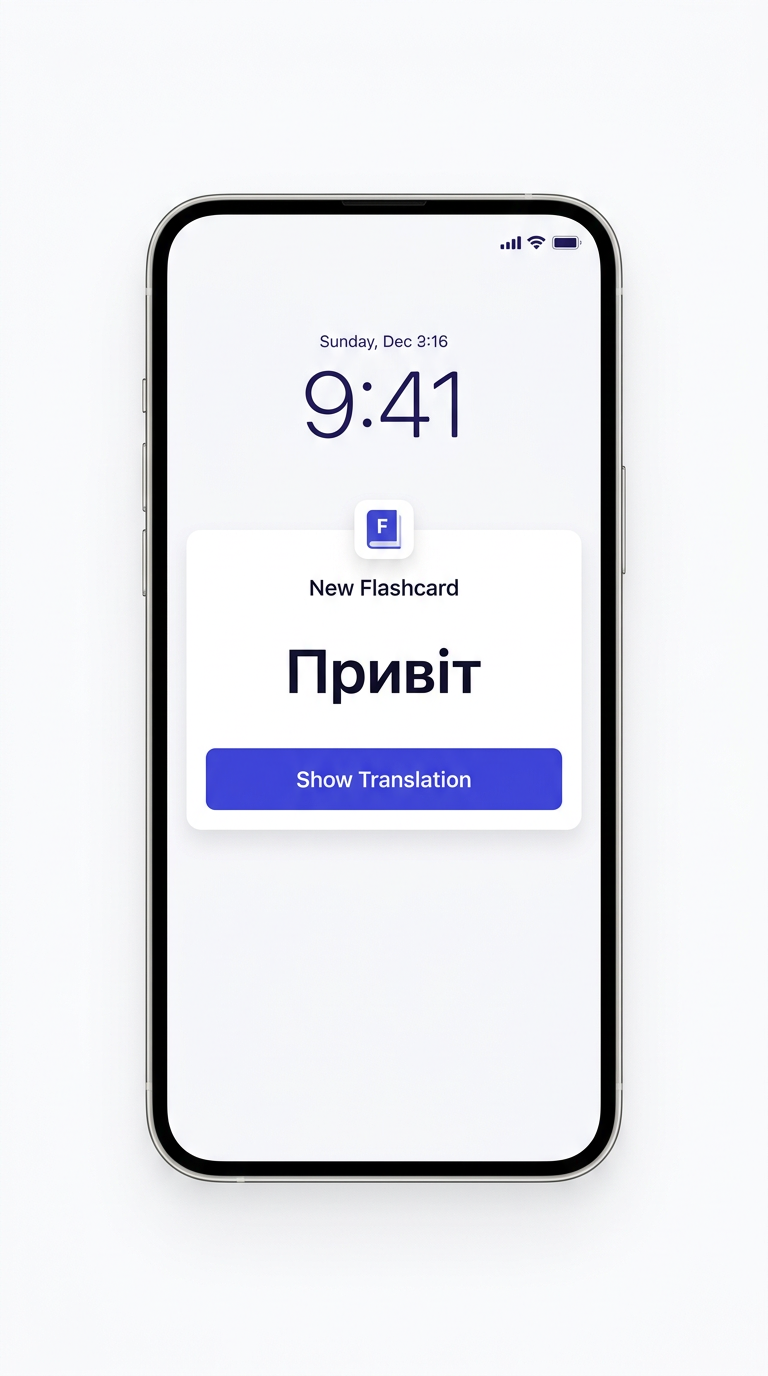 Sunday, Dec 3:16
9:41
F
New Flashcard
Привіт
Show Translation